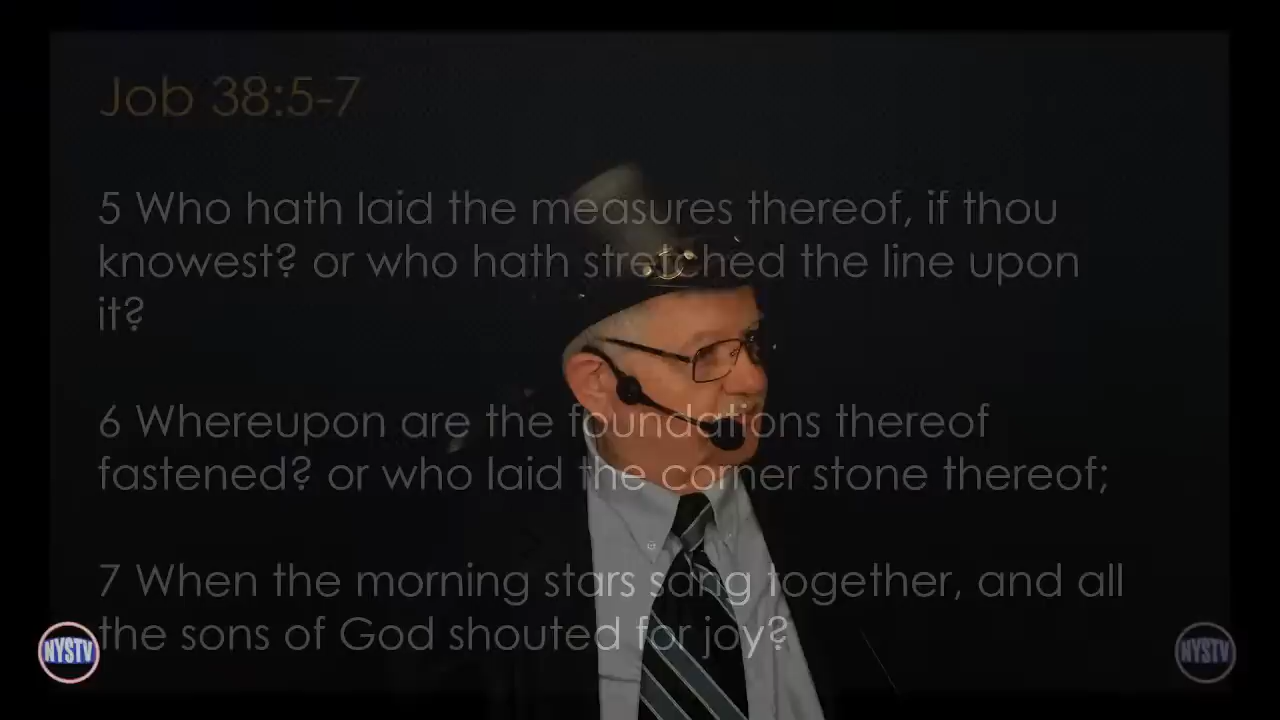 Job 38:5-7
5 Who hath laid the measures thereof, if thou
knowest? or who hath stretched the line upon
it?
6 Whereupon are the foundations thereof
fastened? or who laid the corner stone thereof;
7 When the morning stars sang together, and all
the sons of God shouted for joy?
NYSTV
NYSTV